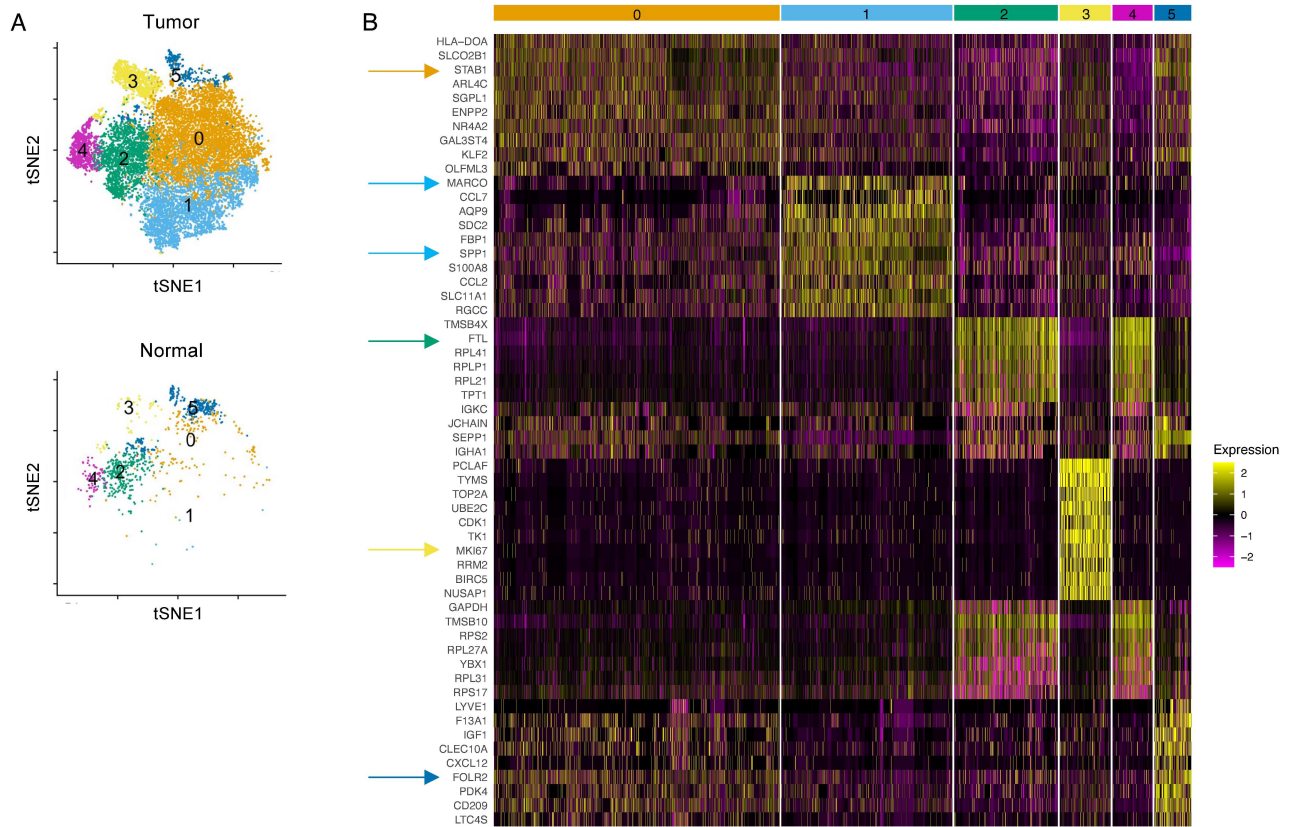 A
Tumor
3
5
0
4
2
1
tSNE2
tSNE1
Normal
3
5
0
4
2
1
tSNE2
tSNE1
B
0 1 2 3 4 5
HLA−DOA
SLCO2B1
STAB1
ARL4C
SGPL1
ENPP2
NR4A2
GAL3ST4
KLF2
OLFML3
MARCO
CCL7
AQP9
SDC2
FBP1
SPP1
S100A8
CCL2
SLC11A1
RGCC
TMSB4X
FTL
RPL41
RPLP1
RPL21
TPT1
IGKC
JCHAIN
SEPP1
IGHA1
PCLAF
TYMS
TOP2A
UBE2C
CDK1
TK1
MKI67
RRM2
BIRC5
NUSAP1
GAPDH
TMSB10
RPS2
RPL27A
YBX1
RPL31
RPS17
LYVE1
F13A1
IGF1
CLEC10A
CXCL12
FOLR2
PDK4
CD209
LTC4S
Expression
2
1
0
−1
−2